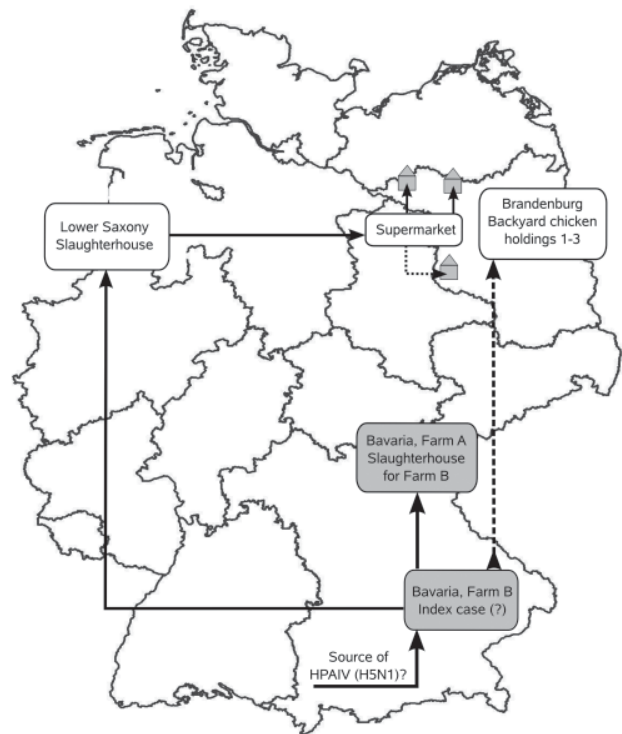 Lower Saxony
Slaughterhouse
Supermarket
Brandenburg
Backyard chicken
holdings 1-3
Bavaria, Farm A
Slaughterhouse
for Farm B
Bavaria, Farm B
Index case (?)
Source of
HPAIV (H5N1)?